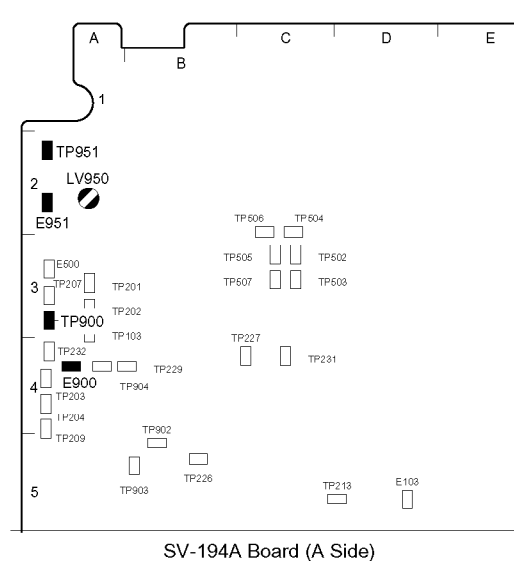 A
B
C
D
E
1
TP951
2
LV950
E951
TP506
TP504
TP505
TP502
E500
TP507
TP503
3
TP207
TP201
TP202
TP900
TP103
TP227
TP232
TP231
TP229
4
E900
TP904
TP203
TP204
TP902
TP209
TP226
TP213
E103
5
TP903
SV-194A Board (A Side)